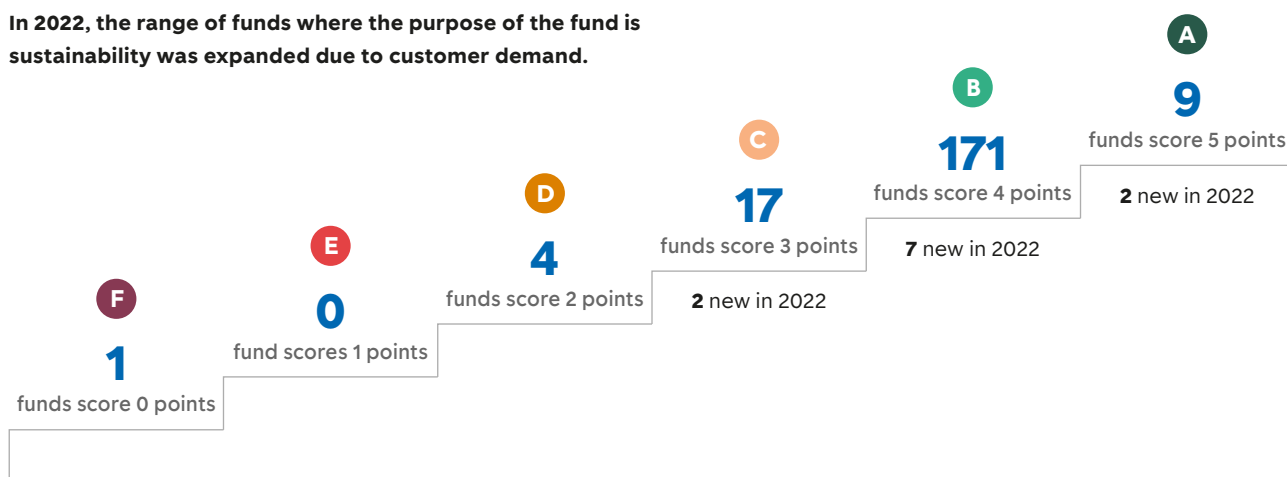 In 2022, the range of funds where the purpose of the fund is
sustainability was expanded due to customer demand.
F
1
funds score 0 points
E
0
fund scores 1 points
D
4
funds score 2 points
C
17
funds score 3 points
2 new in 2022
B
171
funds score 4 points
7 new in 2022
A
9
funds score 5 points
2 new in 2022